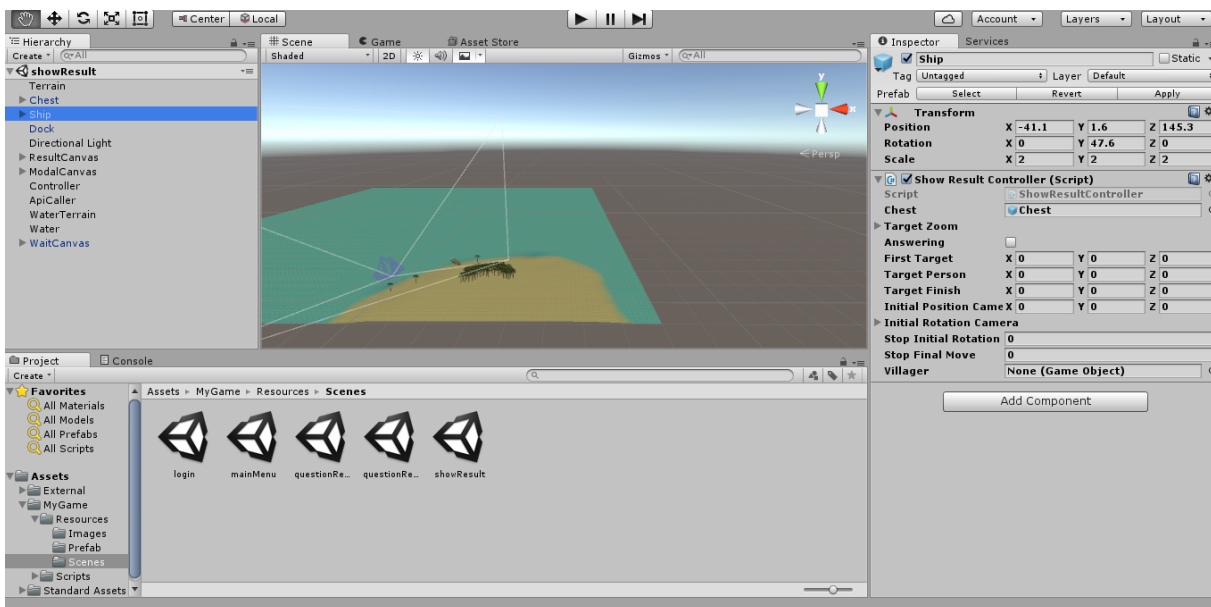 Center Local Account Layers Layout
Hierarchy
Create All
showResult
Terrain
Chest
Ship
Dock
Directional Light
ResultCanvas
ModalCanvas
Controller
ApiCaller
WaterTerrain
Water
WaitCanvas
Scene Game Asset Store
Shaded 2D Gizmos All
y
x
Persp
Inspector Services
Ship Static
Tag Untagged Layer Default
Prefab Select Revert Apply
Transform
Position X -41.1 Y 1.6 Z 145.3
Rotation X 0 Y 47.6 Z 0
Scale X 2 Y 2 Z 2
Show Result Controller (Script)
Script ShowResultController
Chest Chest
Target Zoom
Answering
First Target X 0 Y 0 Z 0
Target Person X 0 Y 0 Z 0
Target Finish X 0 Y 0 Z 0
Initial Position Came X 0 Y 0 Z 0
Initial Rotation Camera
Stop Initial Rotation 0
Stop Final Move 0
Villager None (Game Object)
Add Component
Project Console
Create
Favorites
All Materials
All Models
All Prefabs
All Scripts
Assets
External
MyGame
Resources
Images
Prefab
Scenes
Scripts
Standard Assets
Assets MyGame Resources Scenes
login mainMenu questionRe... questionRe... showResult